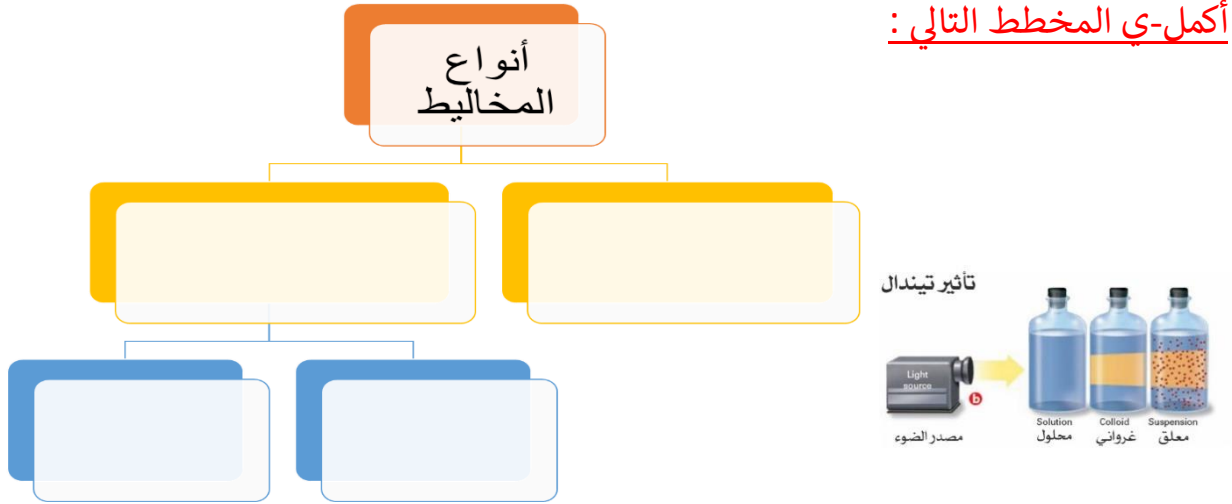 أكمل-ي المخطط التالي :
أنواع
المخاليط
تأثير تيندال
Light
source
b
Solution
Colloid
Suspension
مصدر الضوء
محلول
غرواني
معلق